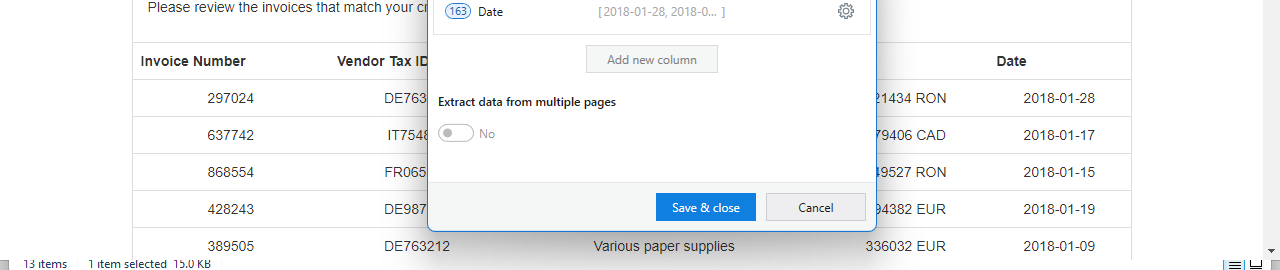 Please review the invoices that match your cr
163 Date [ 2018-01-28, 2018-0... ]
Add new column
Invoice Number Vendor Tax ID Date
Extract data from multiple pages
297024 DE763 21434 RON 2018-01-28
637742 IT7548 79406 CAD 2018-01-17
No
868554 FR065 49527 RON 2018-01-15
428243 DE987 94382 EUR 2018-01-19
Save & close Cancel
389505 DE763212 Various paper supplies 336032 EUR 2018-01-09
13 items 1 item selected 15.0 KB